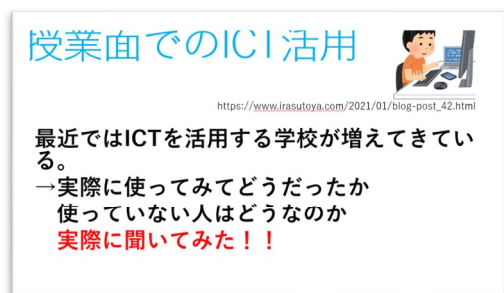 授業面でのICT活用
https://www.irasutoya.com/2021/01/blog-post_42.html
最近ではICTを活用する学校が増えてきてい
る。
→実際に使ってみてどうだったか
使っていない人はどうなのか
実際に聞いてみた！！